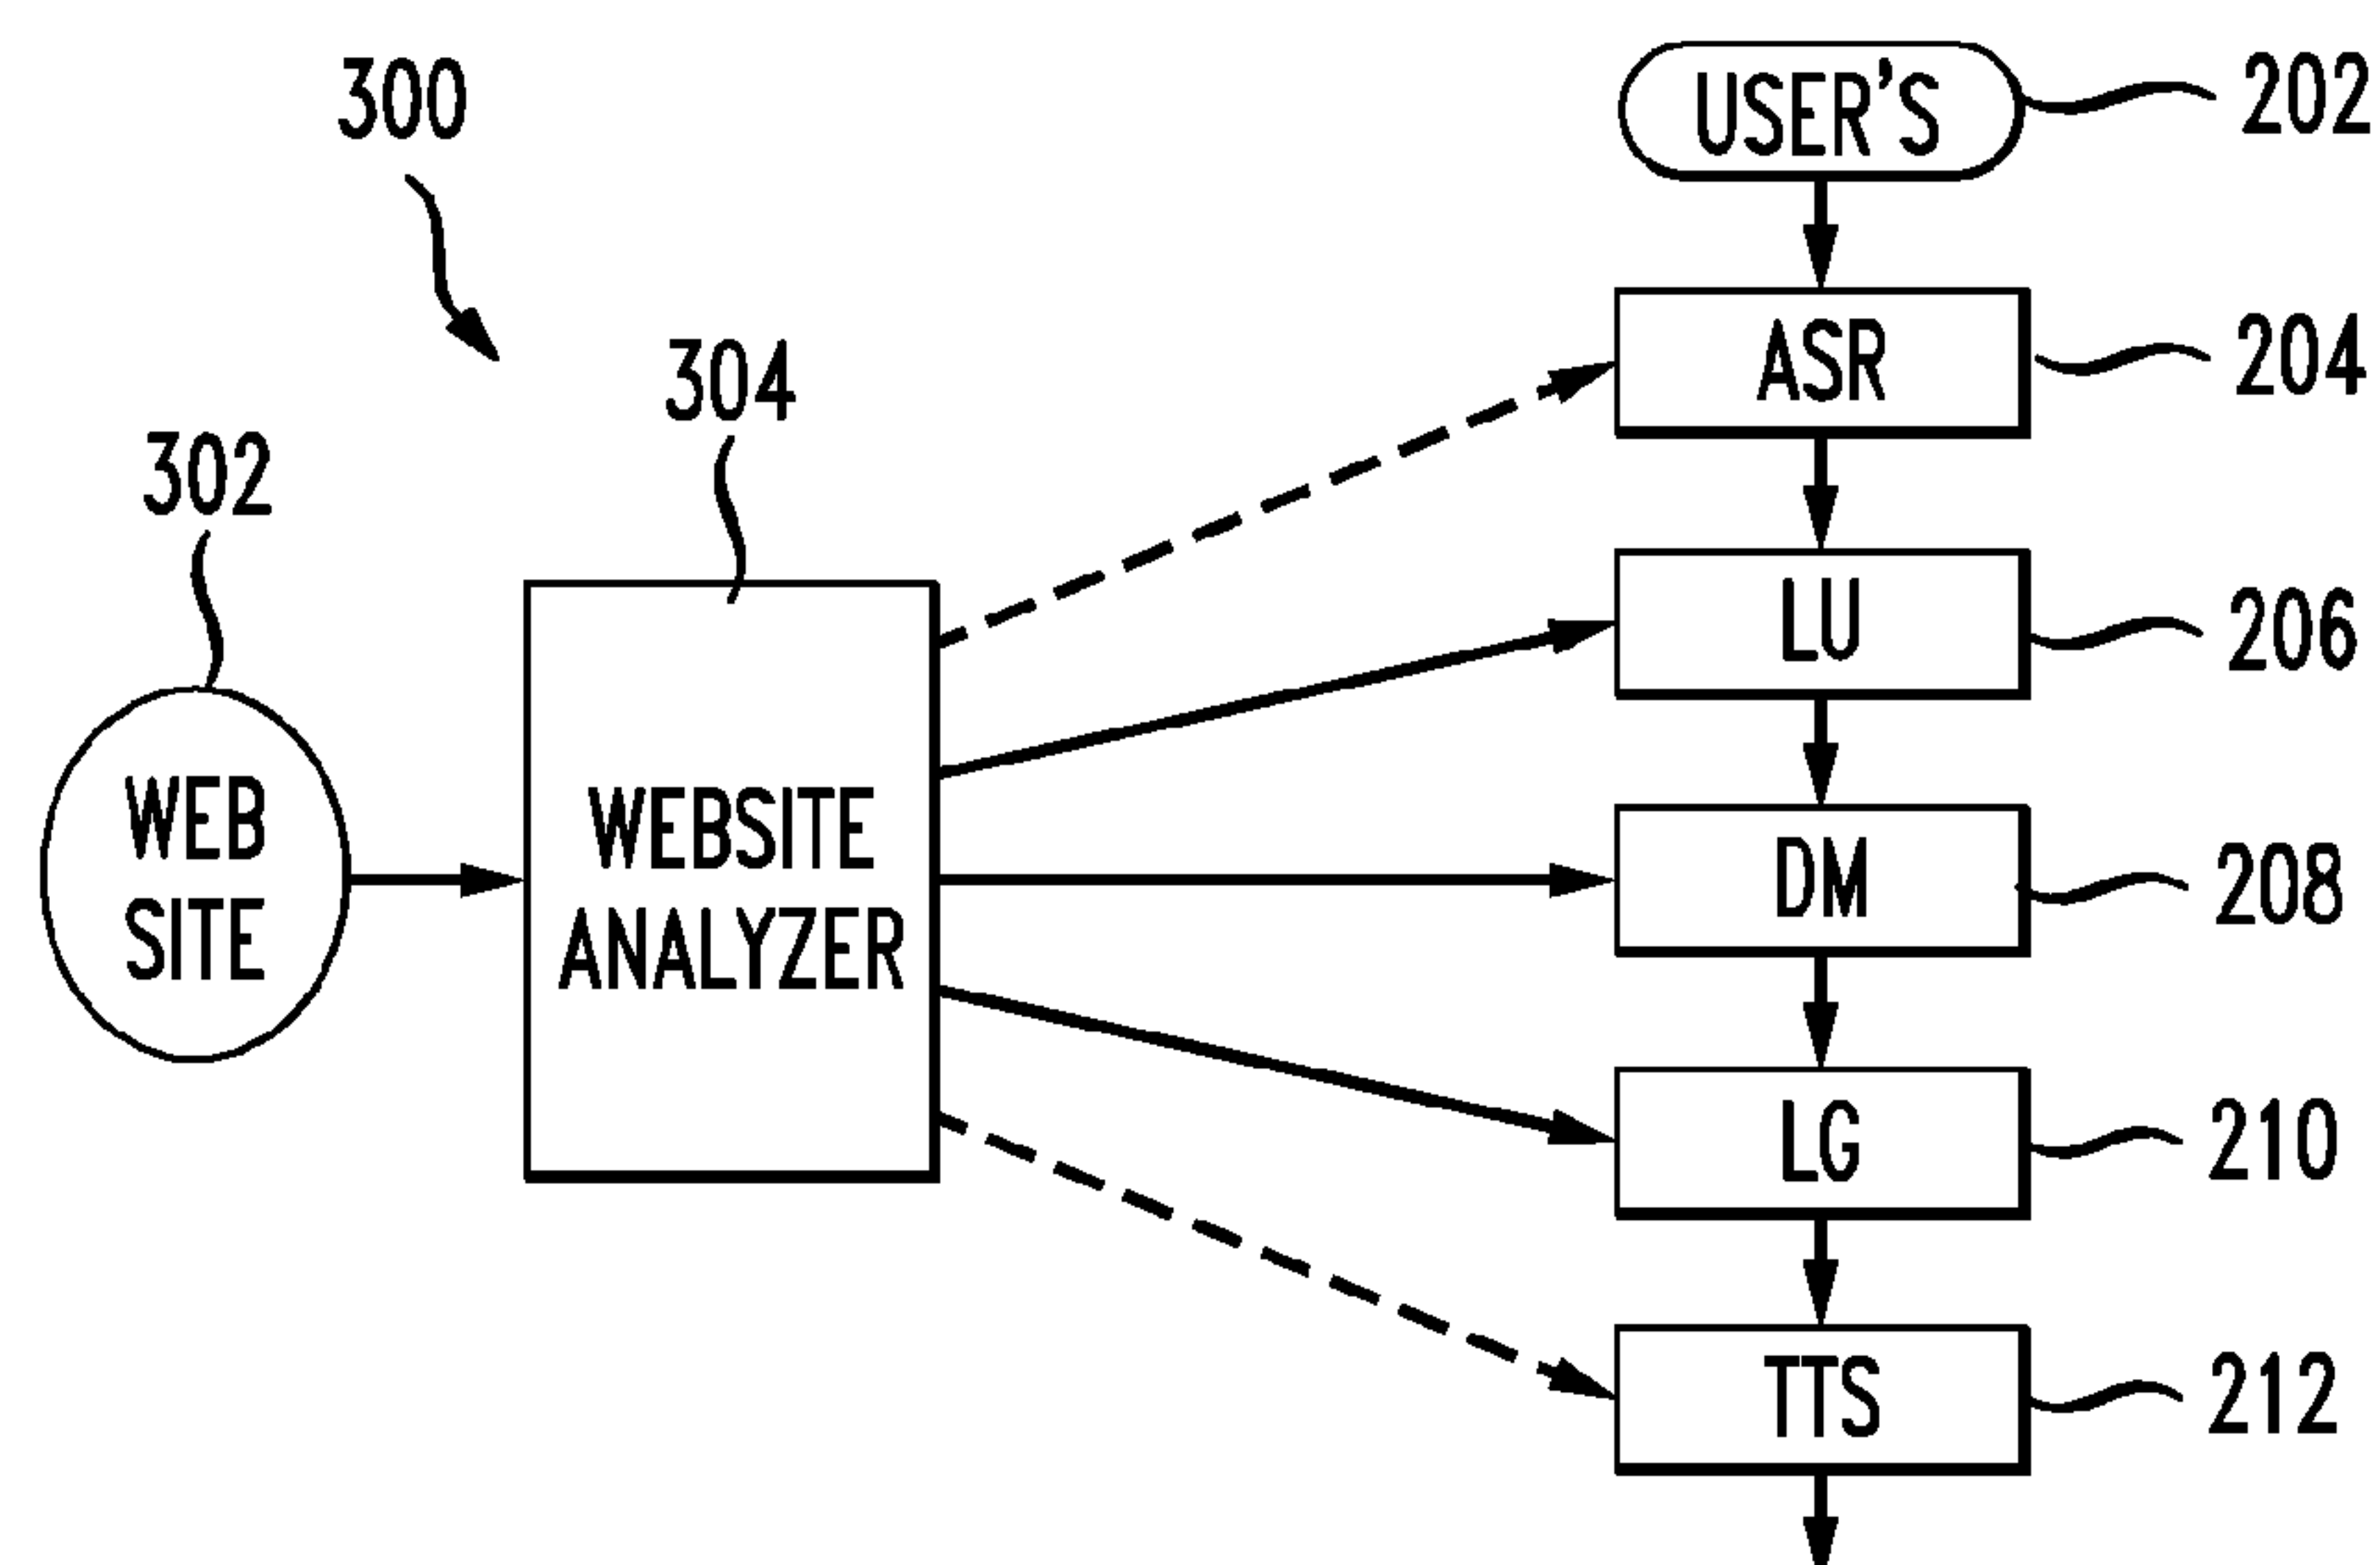 300
USER'S
202
304
ASR
204
302
LU
206
WEB
SITE
WEBSITE
ANALYZER
DM
208
LG
210
TTS
212